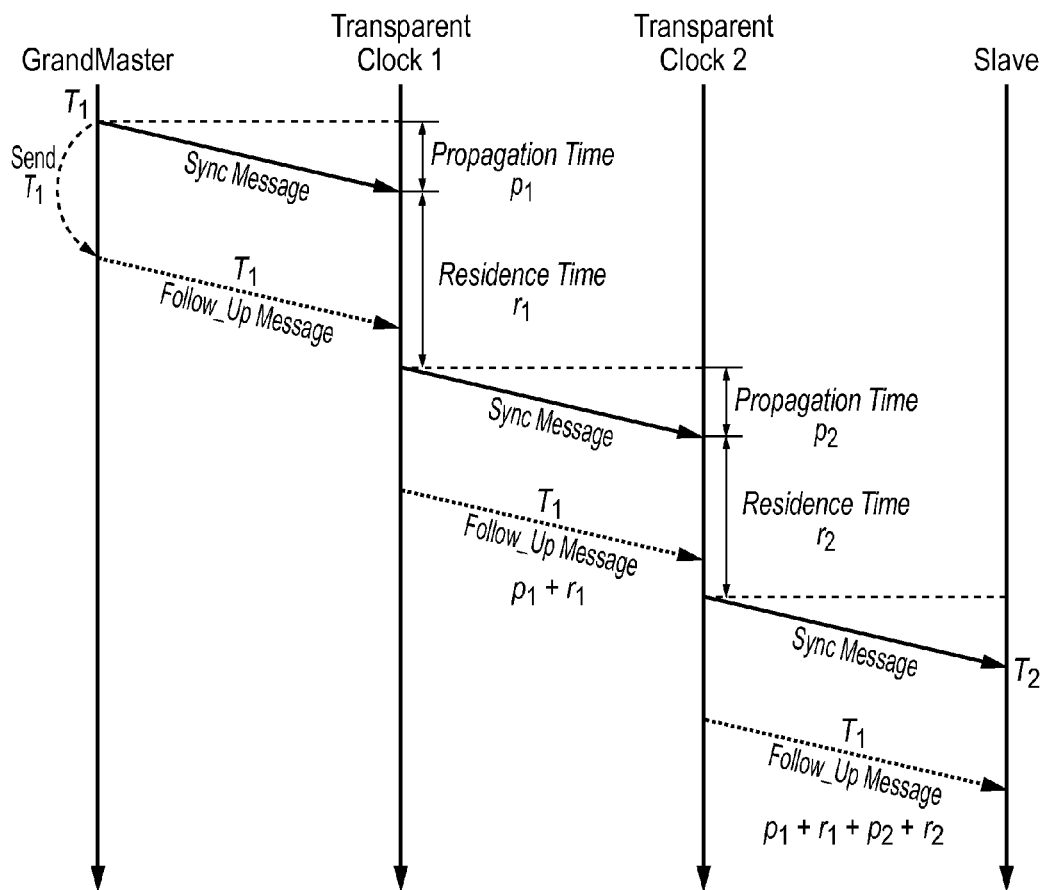 GrandMaster
Transparent
Clock 1
Transparent
Clock 2
Slave
T1
Send
T1
Sync Message
Propagation Time
p1
Residence Time
r1
T1
Follow_Up Message
Sync Message
Propagation Time
p2
Residence Time
r2
T1
Follow_Up Message
p1 + r1
Sync Message
T2
T1
Follow_Up Message
p1 + r1 + p2 + r2